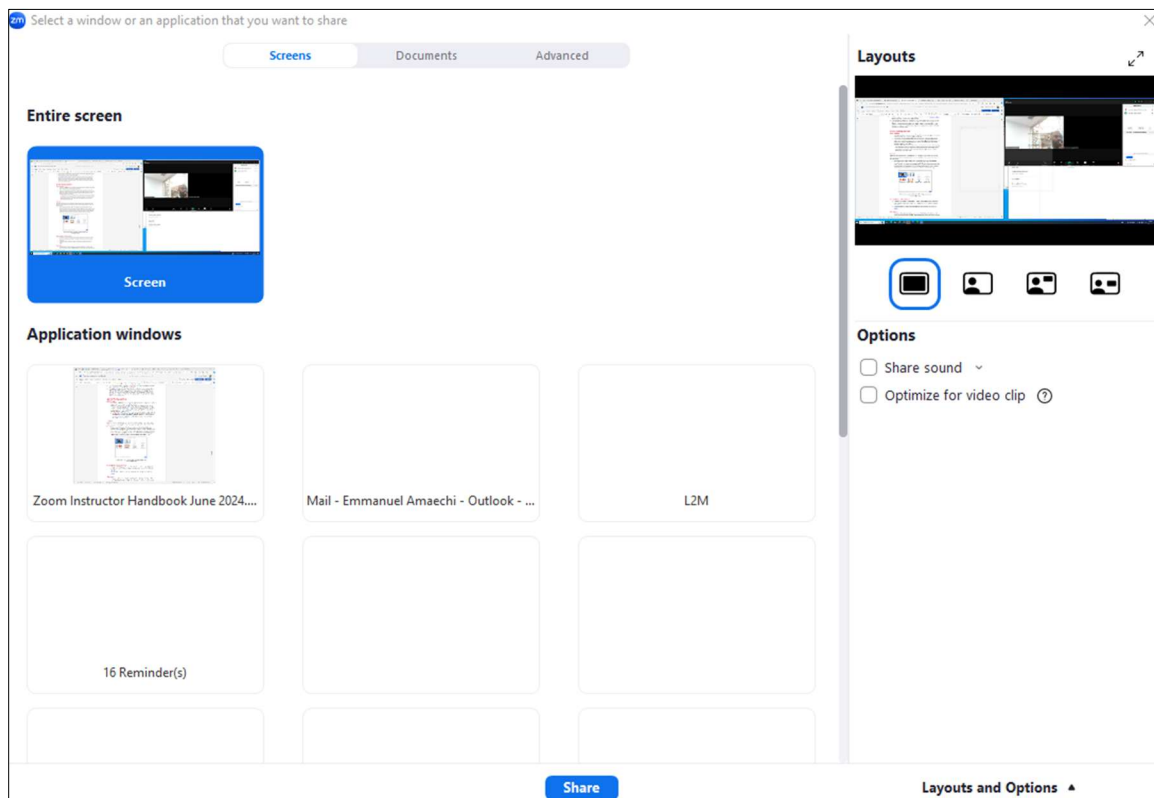 zm Select a window or an application that you want to share
Screens Documents Advanced
Entire screen
Screen
Application windows
Zoom Instructor Handbook June 2024....
Mail - Emmanuel Amaechi - Outlook - ...
L2M
16 Reminder(s)
Share
Layouts
Options
Share sound
Optimize for video clip ?
Layouts and Options